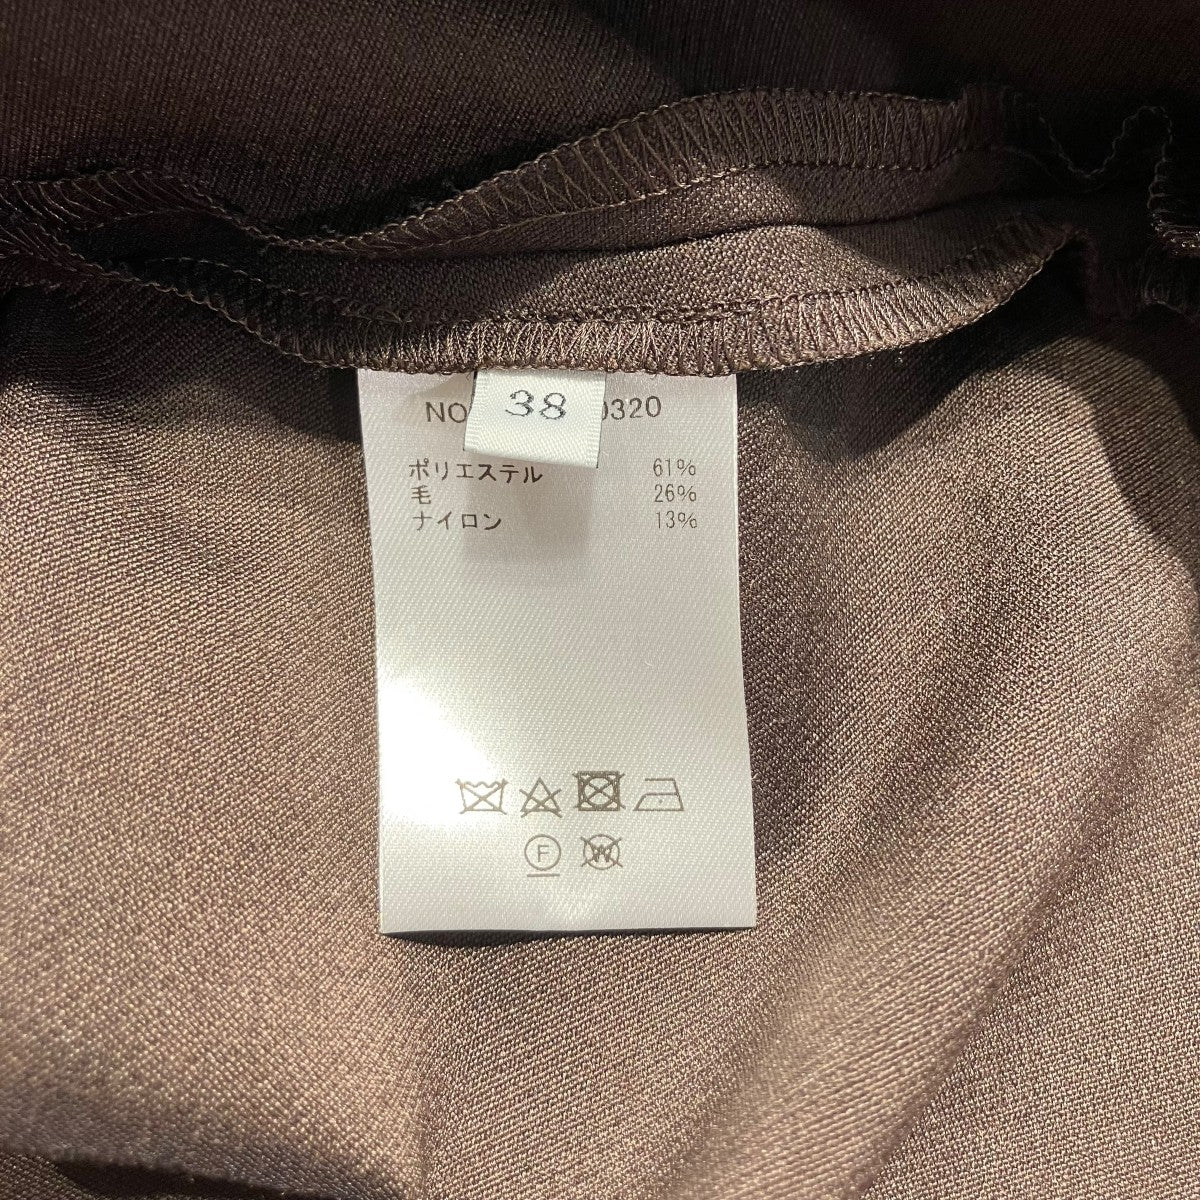 38
NO 0320
ポリエステル 61%
毛 26%
ナイロン 13%
F W